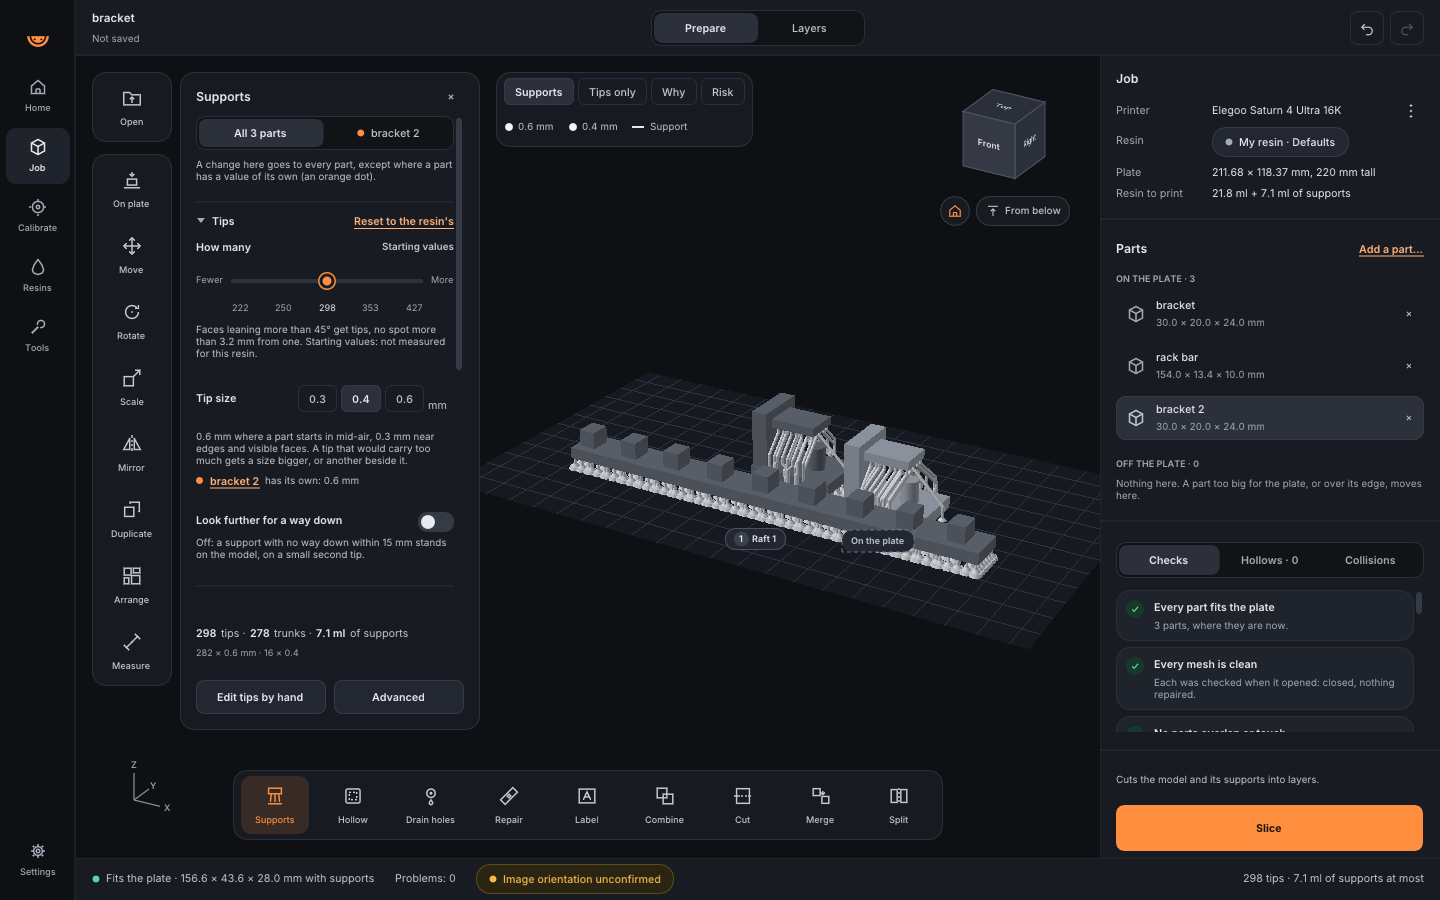 bracket
Not saved
Prepare
Layers
Home
Job
Calibrate
Resins
Tools
Settings
Open
On plate
Move
Rotate
Scale
Mirror
Duplicate
Arrange
Measure
Supports
×
All 3 parts
bracket 2
A change here goes to every part, except where a part
has a value of its own (an orange dot).
Tips
Reset to the resin's
How many
Starting values
Fewer
More
222 250 298 353 427
Faces leaning more than 45° get tips, no spot more
than 3.2 mm from one. Starting values: not measured
for this resin.
Tip size
0.3 0.4 0.6 mm
0.6 mm where a part starts in mid-air, 0.3 mm near
edges and visible faces. A tip that would carry too
much gets a size bigger, or another beside it.
bracket 2 has its own: 0.6 mm
Look further for a way down
Off: a support with no way down within 15 mm stands
on the model, on a small second tip.
298 tips · 278 trunks · 7.1 ml of supports
282 × 0.6 mm · 16 × 0.4
Edit tips by hand
Advanced
Supports
Tips only
Why
Risk
0.6 mm
0.4 mm
Support
Top
Front
Right
From below
1 Raft 1
On the plate
Z
Y
X
Supports
Hollow
Drain holes
Repair
Label
Combine
Cut
Merge
Split
Job
Printer
Elegoo Saturn 4 Ultra 16K
Resin
My resin · Defaults
Plate
211.68 × 118.37 mm, 220 mm tall
Resin to print
21.8 ml + 7.1 ml of supports
Parts
Add a part...
ON THE PLATE · 3
bracket
30.0 × 20.0 × 24.0 mm
×
rack bar
154.0 × 13.4 × 10.0 mm
×
bracket 2
30.0 × 20.0 × 24.0 mm
×
OFF THE PLATE · 0
Nothing here. A part too big for the plate, or over its edge, moves
here.
Checks
Hollows · 0
Collisions
Every part fits the plate
3 parts, where they are now.
Every mesh is clean
Each was checked when it opened: closed, nothing
repaired.
No parts overlap or touch
Cuts the model and its supports into layers.
Slice
Fits the plate · 156.6 × 43.6 × 28.0 mm with supports
Problems: 0
Image orientation unconfirmed
298 tips · 7.1 ml of supports at most